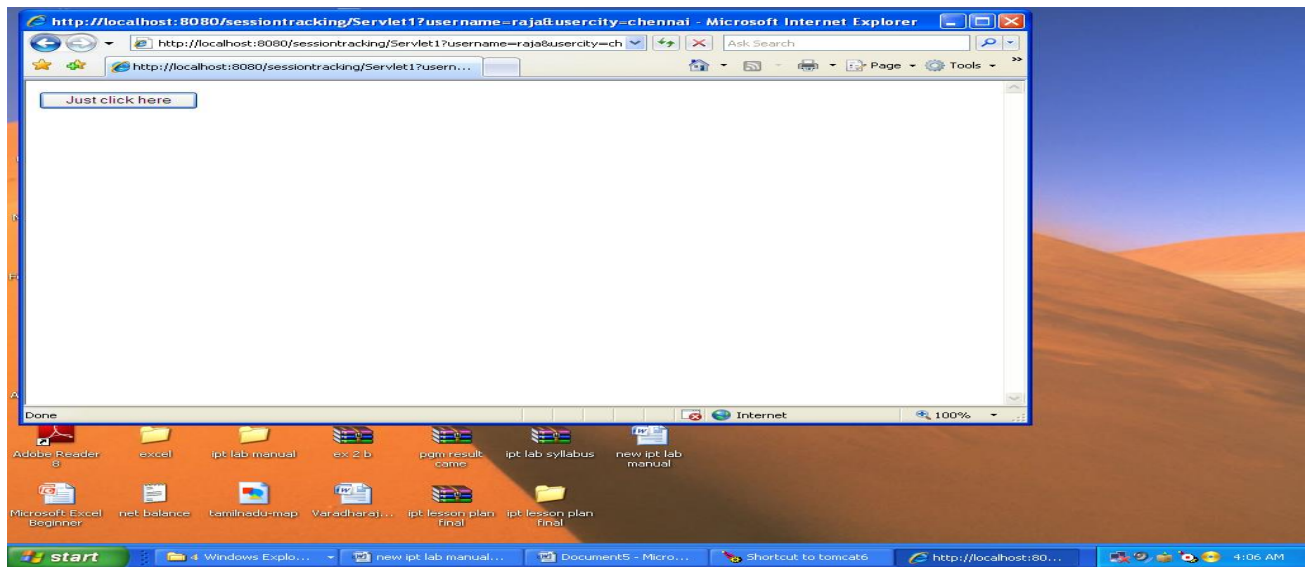 http://localhost:8080/sessiontracking/Servlet1?username=raja&usercity=chennai - Microsoft Internet Explorer
http://localhost:8080/sessiontracking/Servlet1?username=raja&usercity=ch
Ask Search
http://localhost:8080/sessiontracking/Servlet1?usern...
Page
Tools
Just click here
Done
Internet
100%
Adobe Reader 8
excel
ipt lab manual
ex 2 b
pgm result came
ipt lab syllabus
new ipt lab manual
Microsoft Excel Beginner
net balance
tamilnadu-map
Varadharaj...
ipt lesson plan final
ipt lesson plan final
start
4 Windows Explo...
new ipt lab manual...
Document5 - Micro...
Shortcut to tomcat6
http://localhost:80...
4:06 AM